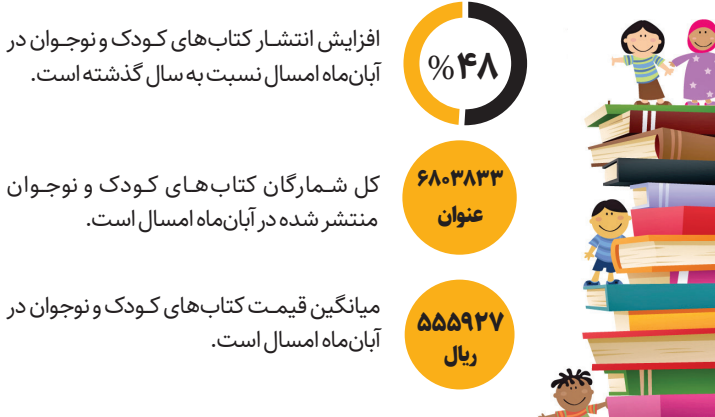 افزایش انتشار کتاب‌های کودک و نوجوان در
آبان‌ماه امسال نسبت به سال گذشته است.
%۴۸
کل شمارگان کتاب‌های کودک و نوجوان
منتشر شده در آبان‌ماه امسال است.
۶۸۰۳۸۳۳
عنوان
میانگین قیمت کتاب‌های کودک و نوجوان در
آبان‌ماه امسال است.
۵۵۵۹۲۷
ریال